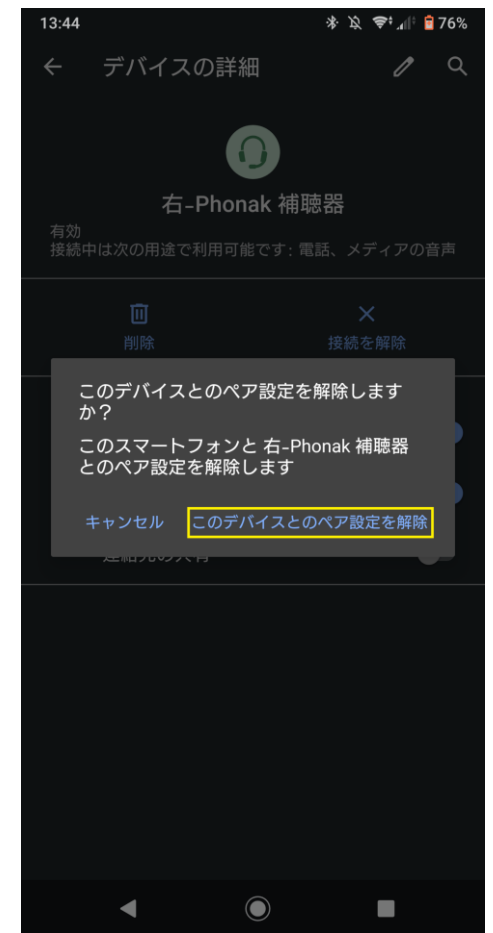 13:44
76%
デバイスの詳細
右-Phonak 補聴器
有効
接続中は次の用途で利用可能です: 電話、メディアの音声
削除
接続を解除
このデバイスとのペア設定を解除します
か？
このスマートフォンと 右-Phonak 補聴器
とのペア設定を解除します
キャンセル
このデバイスとのペア設定を解除
連絡先の共有